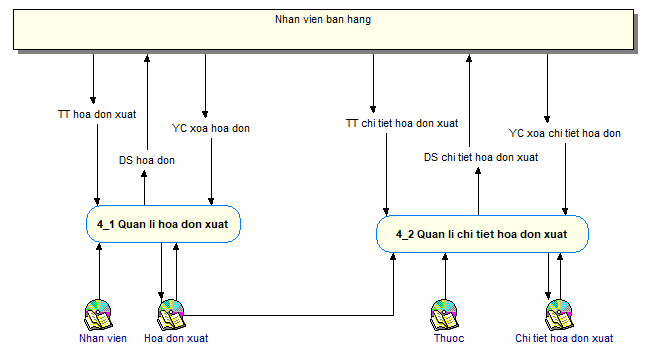 Nhan vien ban hang
TT hoa don xuat
YC xoa hoa don
DS hoa don
TT chi tiet hoa don xuat
YC xoa chi tiet hoa don
DS chi tiet hoa don xuat
4_1 Quan li hoa don xuat
4_2 Quan li chi tiet hoa don xuat
Nhan vien
Hoa don xuat
Thuoc
Chi tiet hoa don xuat